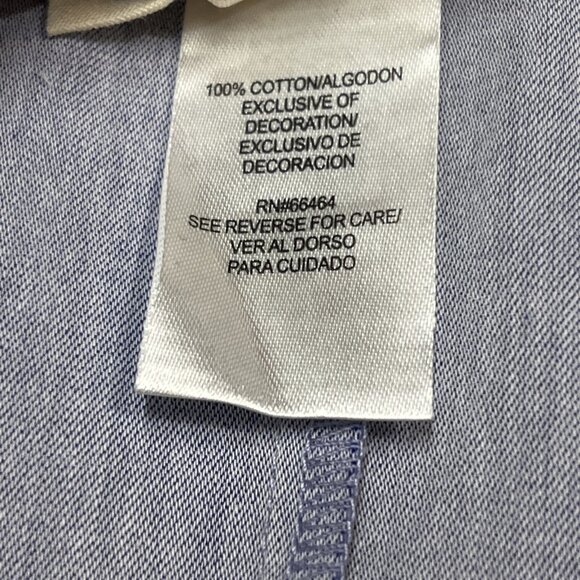 100% COTTON/ALGODON
EXCLUSIVE OF
DECORATION/
EXCLUSIVO DE
DECORACION
RN#66464
SEE REVERSE FOR CARE/
VER AL DORSO
PARA CUIDADO